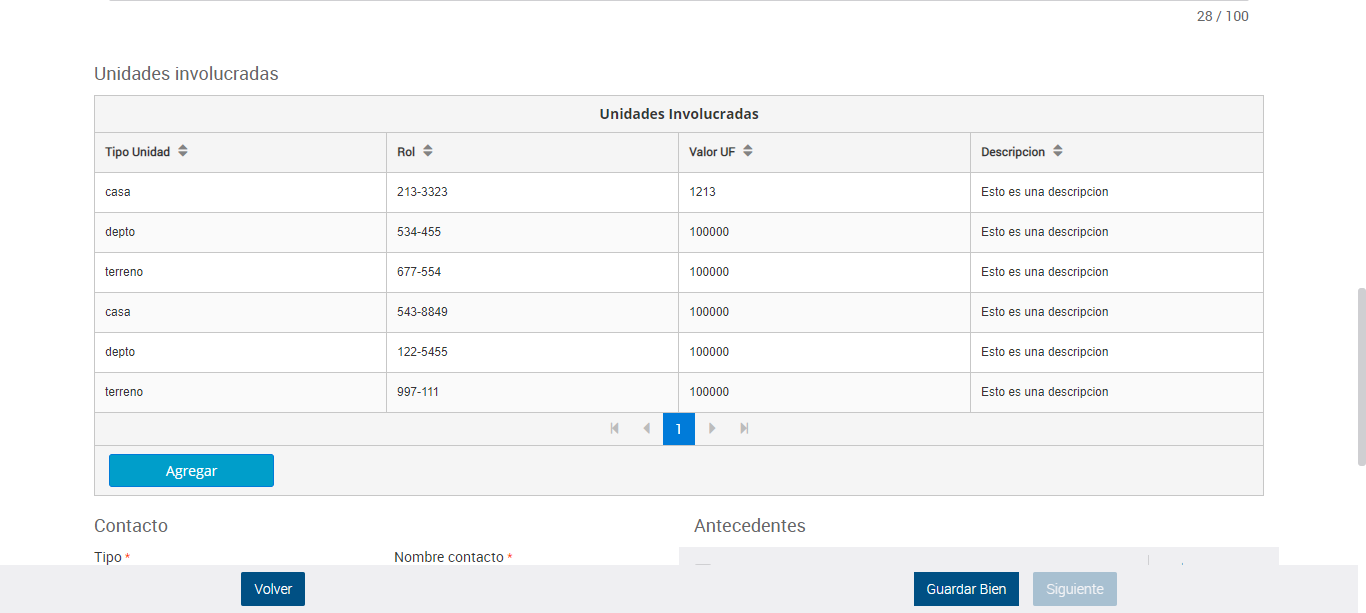 28 / 100
Unidades involucradas
Unidades Involucradas
Tipo Unidad Rol Valor UF Descripcion
casa 213-3323 1213 Esto es una descripcion
depto 534-455 100000 Esto es una descripcion
terreno 677-554 100000 Esto es una descripcion
casa 543-8849 100000 Esto es una descripcion
depto 122-5455 100000 Esto es una descripcion
terreno 997-111 100000 Esto es una descripcion
1
Agregar
Contacto Antecedentes
Tipo * Nombre contacto *
Volver Guardar Bien Siguiente